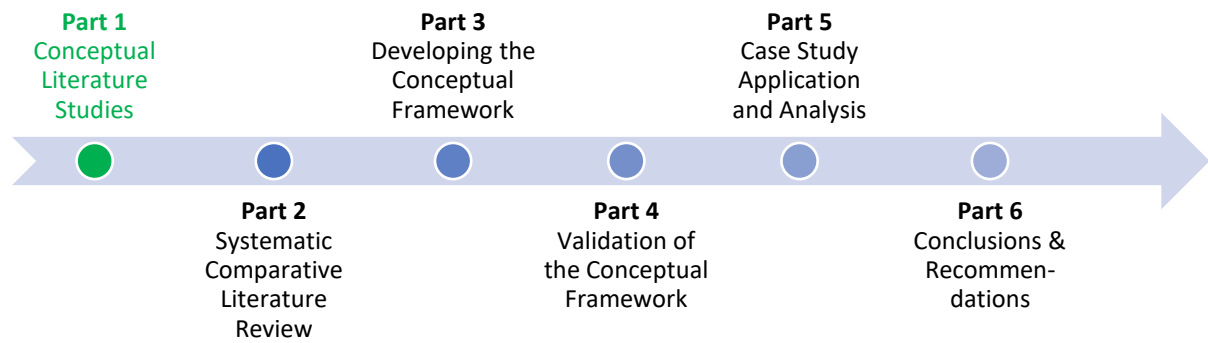 Part 1
Conceptual
Literature
Studies
Part 2
Systematic
Comparative
Literature
Review
Part 3
Developing the
Conceptual
Framework
Part 4
Validation of
the Conceptual
Framework
Part 5
Case Study
Application
and Analysis
Part 6
Conclusions &
Recommen-
dations